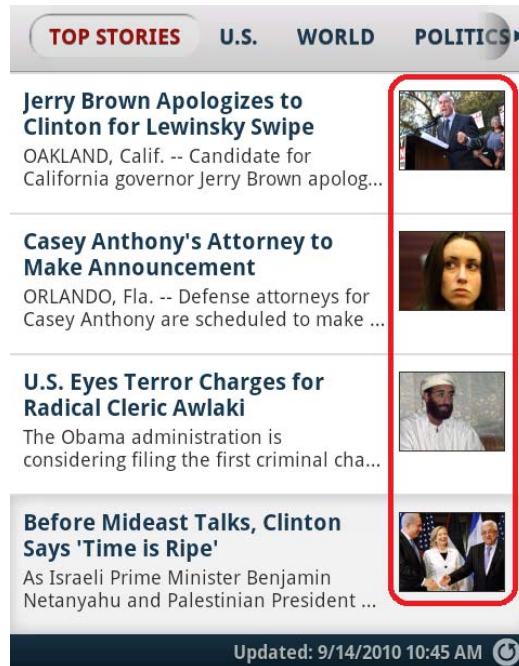 TOP STORIES U.S. WORLD POLITICS
Jerry Brown Apologizes to
Clinton for Lewinsky Swipe
OAKLAND, Calif. -- Candidate for
California governor Jerry Brown apolog...
Casey Anthony's Attorney to
Make Announcement
ORLANDO, Fla. -- Defense attorneys for
Casey Anthony are scheduled to make ...
U.S. Eyes Terror Charges for
Radical Cleric Awlaki
The Obama administration is
considering filing the first criminal cha...
Before Mideast Talks, Clinton
Says 'Time is Ripe'
As Israeli Prime Minister Benjamin
Netanyahu and Palestinian President ...
Updated: 9/14/2010 10:45 AM